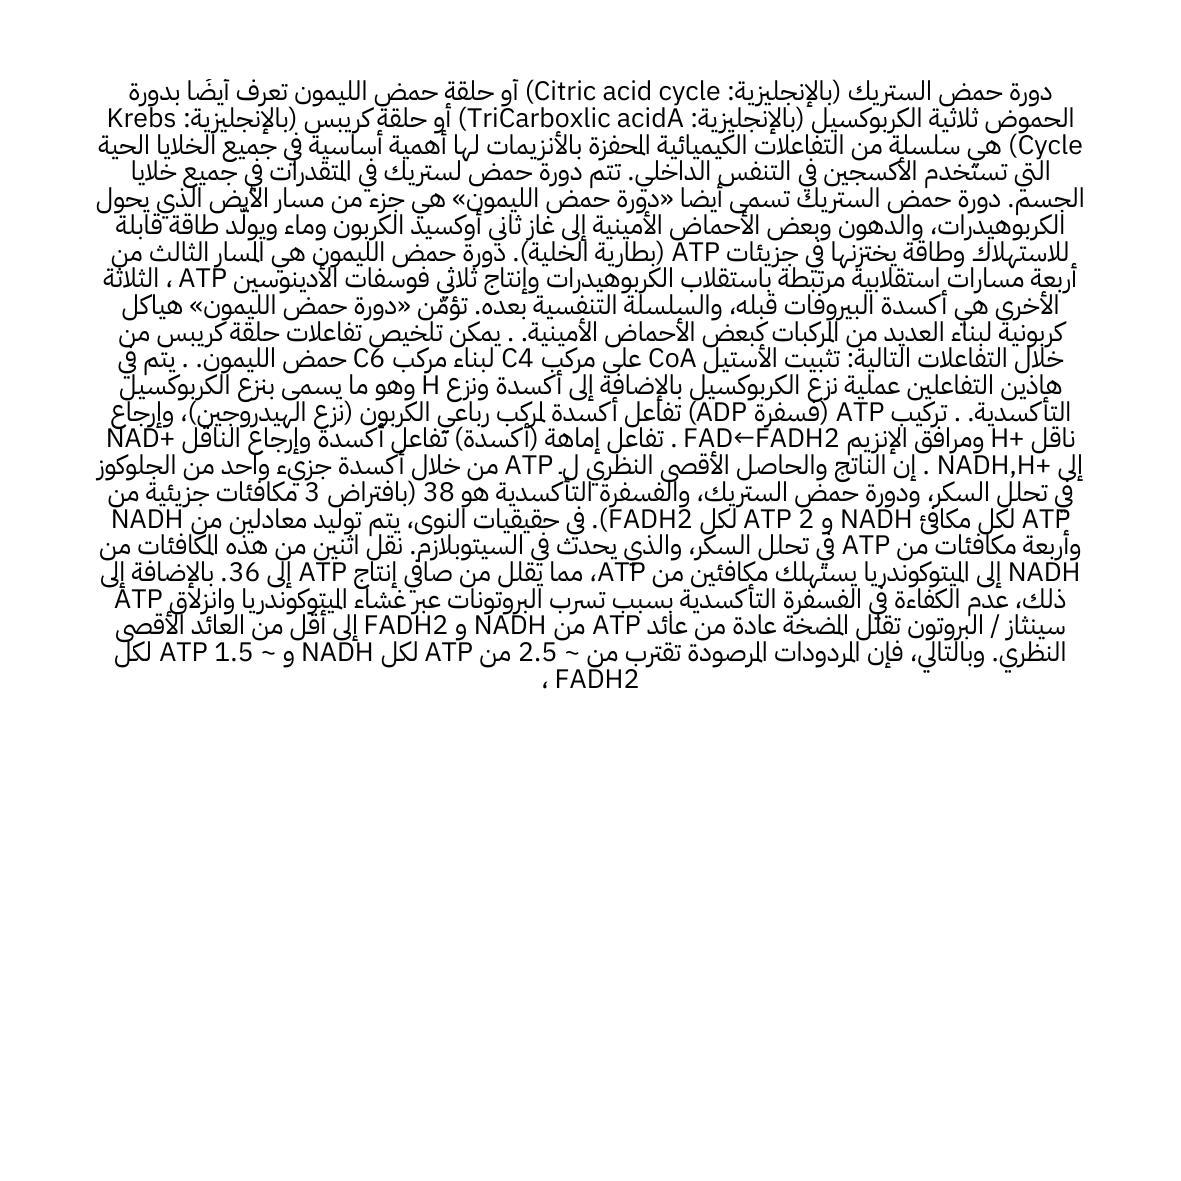 دورة حمض الستريك (بالإنجليزية: Citric acid cycle) أو حلقة حمض الليمون تعرف أيضًا بدورة
الحموض ثلاثية الكربوكسيل (بالإنجليزية: TriCarboxlic acidA) أو حلقة كريبس (بالإنجليزية: Krebs
Cycle) هي سلسلة من التفاعلات الكيميائية المحفزة بالأنزيمات لها أهمية أساسية في جميع الخلايا الحية
التي تستخدم الأكسجين في التنفس الداخلي. تتم دورة حمض لستريك في المتقدرات في جميع خلايا
الجسم. دورة حمض الستريك تسمى أيضا «دورة حمض الليمون» هي جزء من مسار الأيض الذي يحول
الكربوهيدرات، والدهون وبعض الأحماض الأمينية إلى غاز ثاني أوكسيد الكربون وماء ويولّد طاقة قابلة
للاستهلاك وطاقة يختزنها في جزيئات ATP (بطارية الخلية). دورة حمض الليمون هي المسار الثالث من
أربعة مسارات استقلابية مرتبطة باستقلاب الكربوهيدرات وإنتاج ثلاثي فوسفات الأدينوسين ATP ، الثلاثة
الأخرى هي أكسدة البيروفات قبله، والسلسلة التنفسية بعده. تؤمّن «دورة حمض الليمون» هياكل
كربونية لبناء العديد من المركبات كبعض الأحماض الأمينية. . يمكن تلخيص تفاعلات حلقة كريبس من
خلال التفاعلات التالية: تثبيت الأستيل CoA على مركب C4 لبناء مركب C6 حمض الليمون. . يتم في
هاذين التفاعلين عملية نزع الكربوكسيل بالإضافة إلى أكسدة ونزع H وهو ما يسمى بنزع الكربوكسيل
التأكسدية. . تركيب ATP (فسفرة ADP) تفاعل أكسدة لمركب رباعي الكربون (نزع الهيدروجين)، وإرجاع
ناقل H+ ومرافق الإنزيم FAD←FADH2 . تفاعل إماهة (أكسدة) تفاعل أكسدة وإرجاع الناقل NAD+
إلى NADH,H+ . إن الناتج والحاصل الأقصى النظري لـ ATP من خلال أكسدة جزيء واحد من الجلوكوز
في تحلل السكر، ودورة حمض الستريك، والفسفرة التأكسدية هو 38 (بافتراض 3 مكافئات جزيئية من
ATP لكل مكافئ NADH و 2 ATP لكل FADH2). في حقيقيات النوى، يتم توليد معادلين من NADH
وأربعة مكافئات من ATP في تحلل السكر، والذي يحدث في السيتوبلازم. نقل اثنين من هذه المكافئات من
NADH إلى الميتوكوندريا يستهلك مكافئين من ATP، مما يقلل من صافي إنتاج ATP إلى 36. بالإضافة إلى
ذلك، عدم الكفاءة في الفسفرة التأكسدية بسبب تسرب البروتونات عبر غشاء الميتوكوندريا وانزلاق ATP
سينثاز / البروتون تقلل المضخة عادة من عائد ATP من NADH و FADH2 إلى أقل من العائد الأقصى
النظري. وبالتالي، فإن المردودات المرصودة تقترب من ~ 2.5 من ATP لكل NADH و ~ 1.5 ATP لكل
FADH2 ،